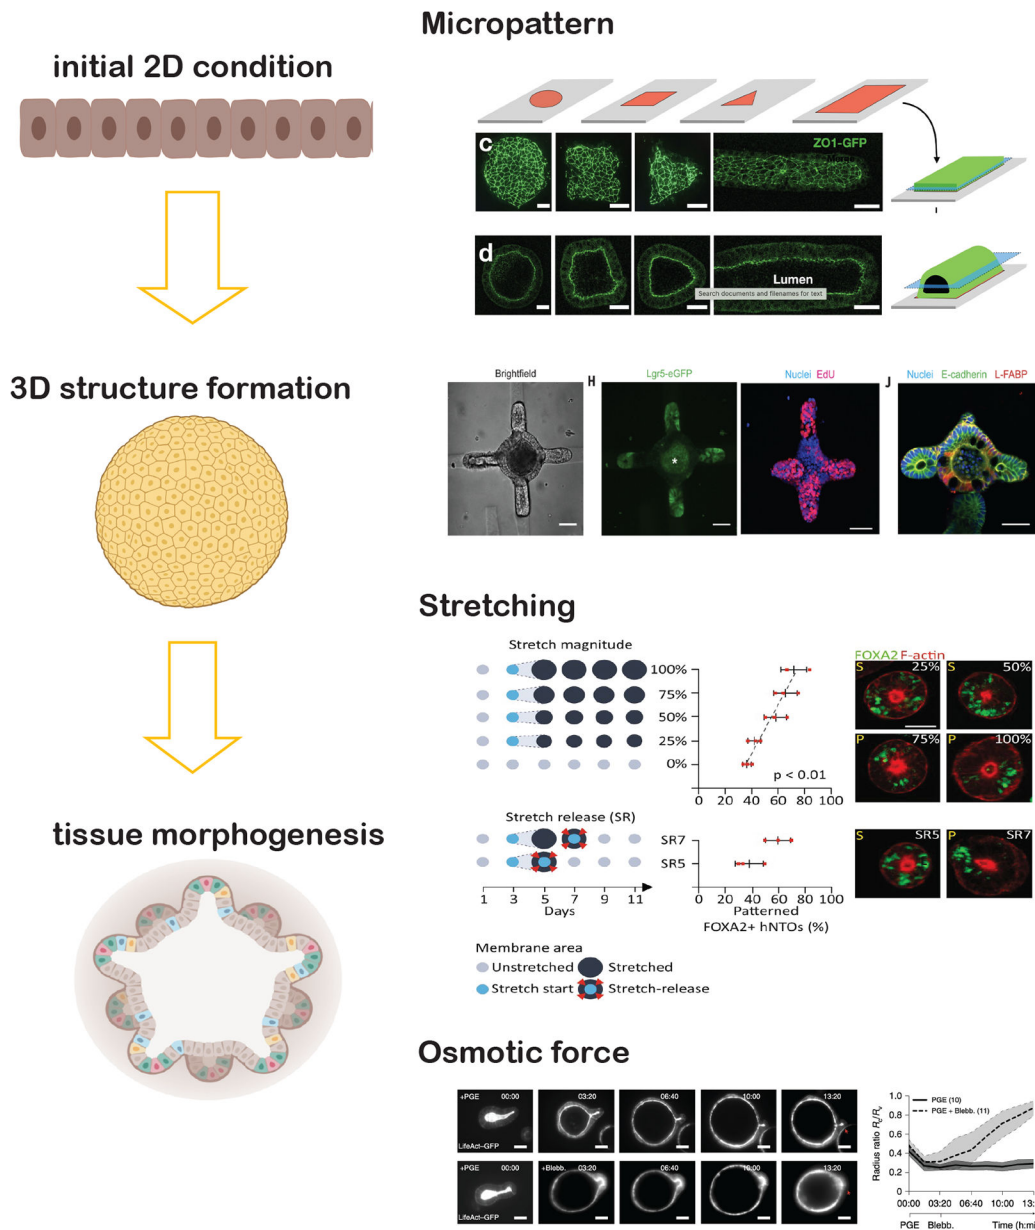 Micropattern
initial 2D condition
c
ZO1-GFP
d
Lumen
Search documents and filenames for text
3D structure formation
Brightfield
H
Lgr5-eGFP
Nuclei EdU
J
Nuclei E-cadherin L-FABP
*
Stretching
Stretch magnitude
100%
75%
50%
25%
0%
p < 0.01
0 20 40 60 80 100
FOXA2 F-actin
S 25%
S 50%
P 75%
P 100%
tissue morphogenesis
Stretch release (SR)
SR7
SR5
1 3 5 7 9 11
Days
0 20 40 60 80 100
Patterned
FOXA2+ hNTOs (%)
S SR5
P SR7
Membrane area
Unstretched
Stretched
Stretch start
Stretch-release
Osmotic force
+PGE 00:00
03:20
06:40
10:00
13:20
LifeAct–GFP
+PGE 00:00
+Blebb. 03:20
06:40
10:00
13:20
LifeAct–GFP
PGE (10)
PGE + Blebb. (11)
Radius ratio Rc/Rv
1.0
0.8
0.6
0.4
0.2
0
00:00 03:20 06:40 10:00 13:
PGE Blebb. Time (h:m